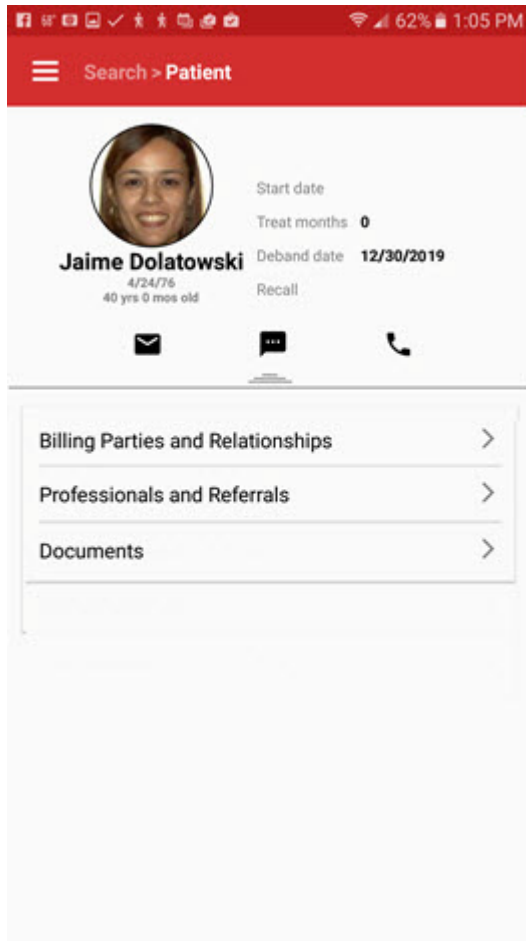 68° 62% 1:05 PM
Search > Patient
Start date
Treat months 0
Deband date 12/30/2019
Recall
Jaime Dolatowski
4/24/76
40 yrs 0 mos old
Billing Parties and Relationships
Professionals and Referrals
Documents